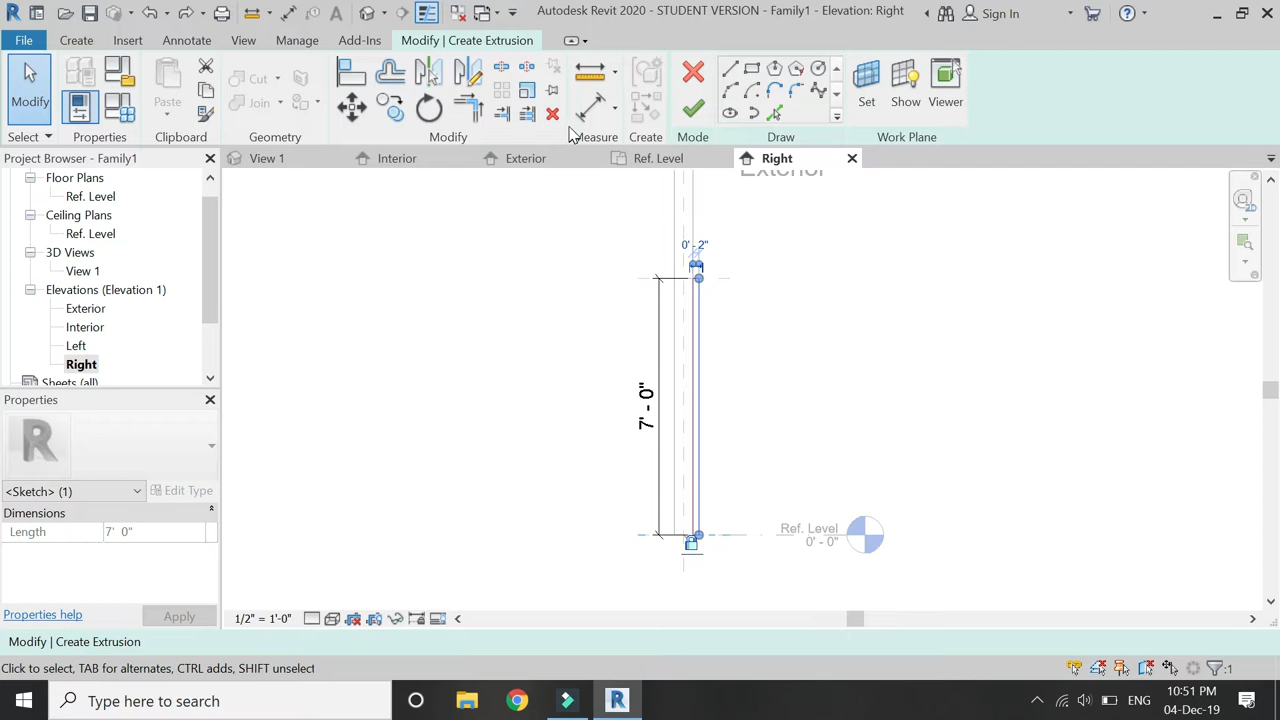 Autodesk Revit 2020 - STUDENT VERSION - Family1 - Elevation: Right
Sign In
File
Create
Insert
Annotate
View
Manage
Add-Ins
Modify | Create Extrusion
Modify
Paste
Cut
Join
Set
Show
Viewer
Select
Properties
Clipboard
Geometry
Modify
Measure
Create
Mode
Draw
Work Plane
Project Browser - Family1
View 1
Interior
Exterior
Ref. Level
Right
Floor Plans
Ref. Level
Ceiling Plans
Ref. Level
3D Views
View 1
Elevations (Elevation 1)
Exterior
Interior
Left
Right
Sheets (all)
Exterior
0' - 2"
7' - 0"
Ref. Level
0' - 0"
Properties
R
<Sketch> (1)
Edit Type
Dimensions
Length
7' 0"
Properties help
Apply
1/2" = 1'-0"
Modify | Create Extrusion
Click to select, TAB for alternates, CTRL adds, SHIFT unselect
:1
Type here to search
ENG
10:51 PM
04-Dec-19